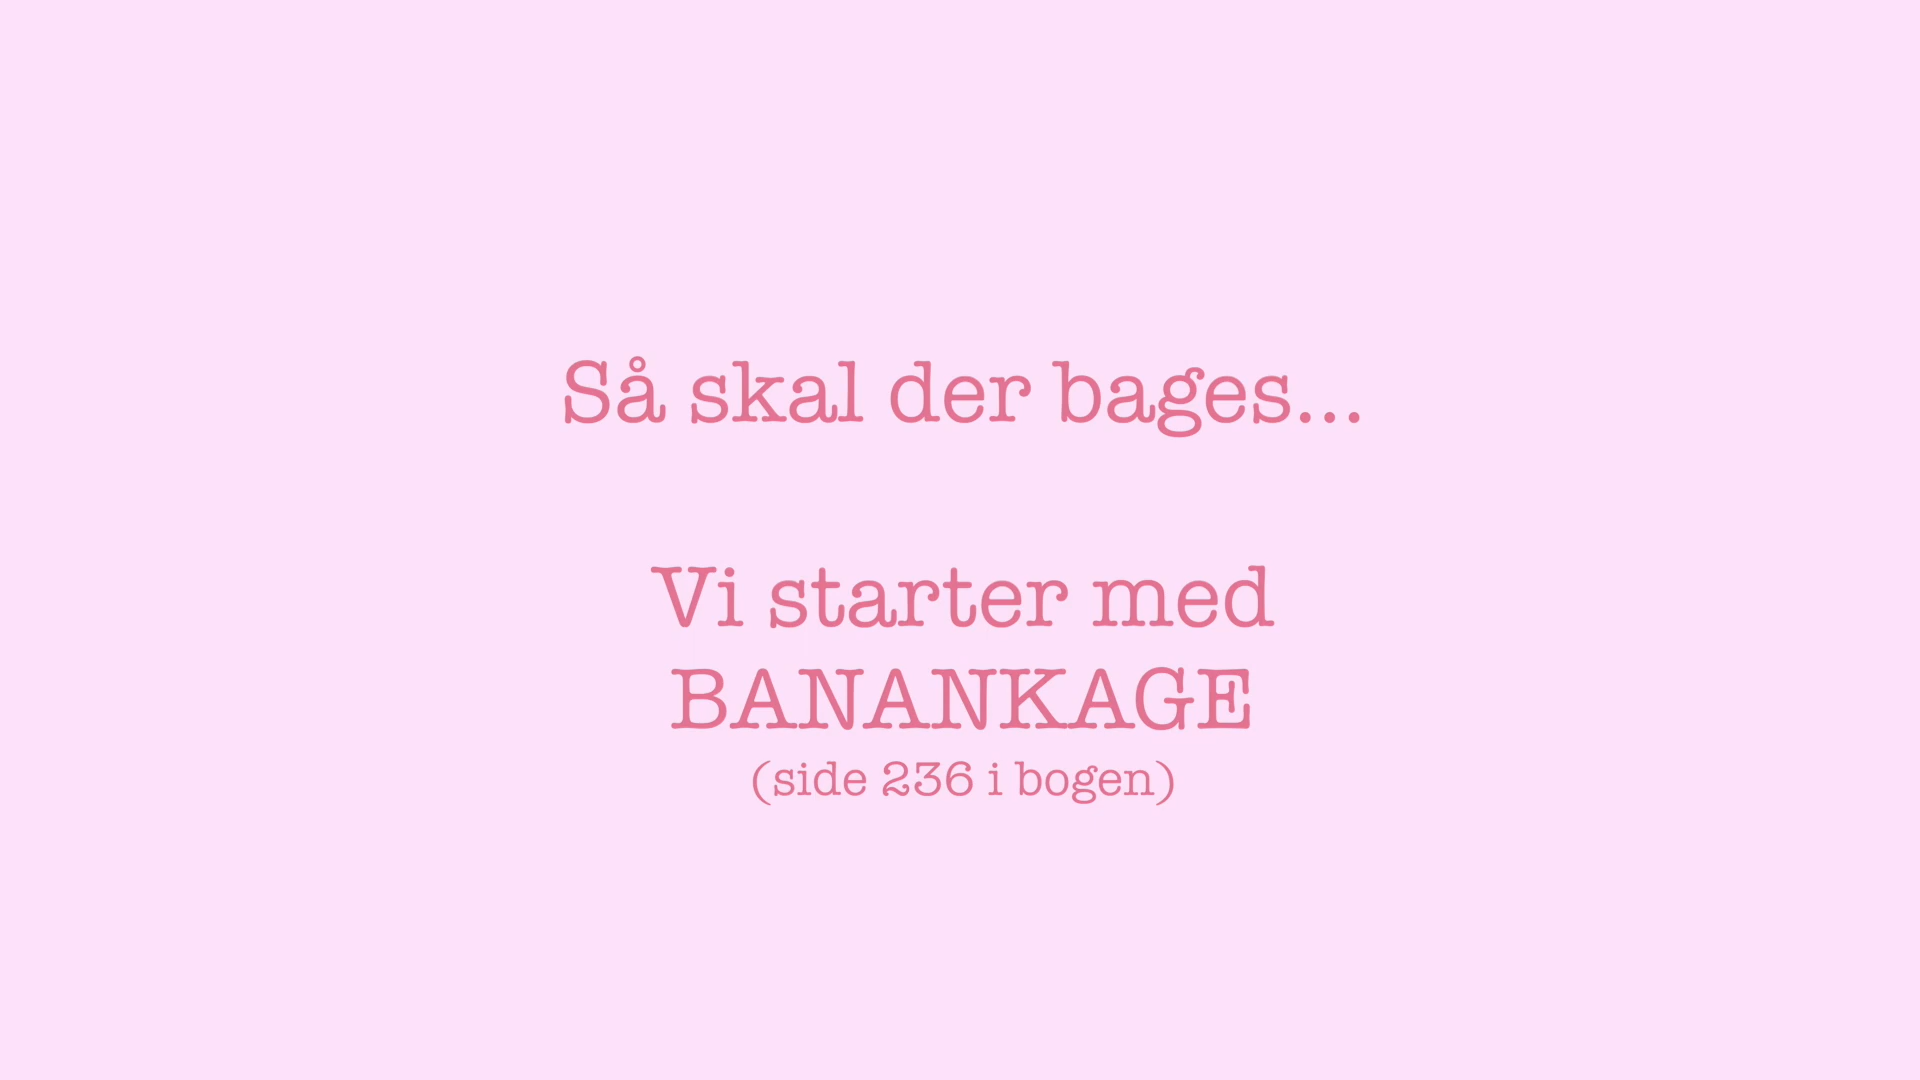 Så skal der bages...
Vi starter med
BANANKAGE
(side 236 i bogen)